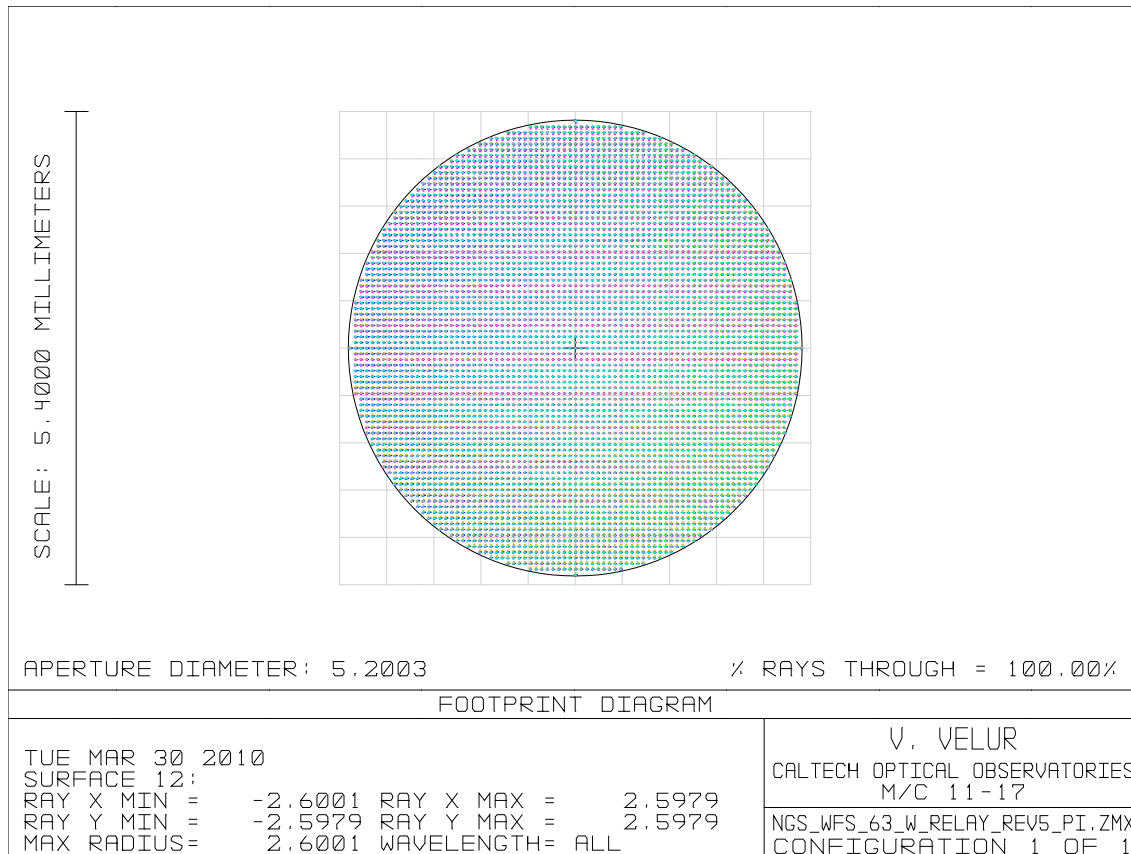 SCALE: 5.4000 MILLIMETERS
APERTURE DIAMETER: 5.2003
% RAYS THROUGH = 100.00%
FOOTPRINT DIAGRAM
TUE MAR 30 2010
SURFACE 12:
RAY X MIN = -2.6001 RAY X MAX = 2.5979
RAY Y MIN = -2.5979 RAY Y MAX = 2.5979
MAX RADIUS= 2.6001 WAVELENGTH= ALL
V. VELUR
CALTECH OPTICAL OBSERVATORIES
M/C 11-17
NGS_WFS_63_W_RELAY_REV5_PI.ZMX
CONFIGURATION 1 OF 1